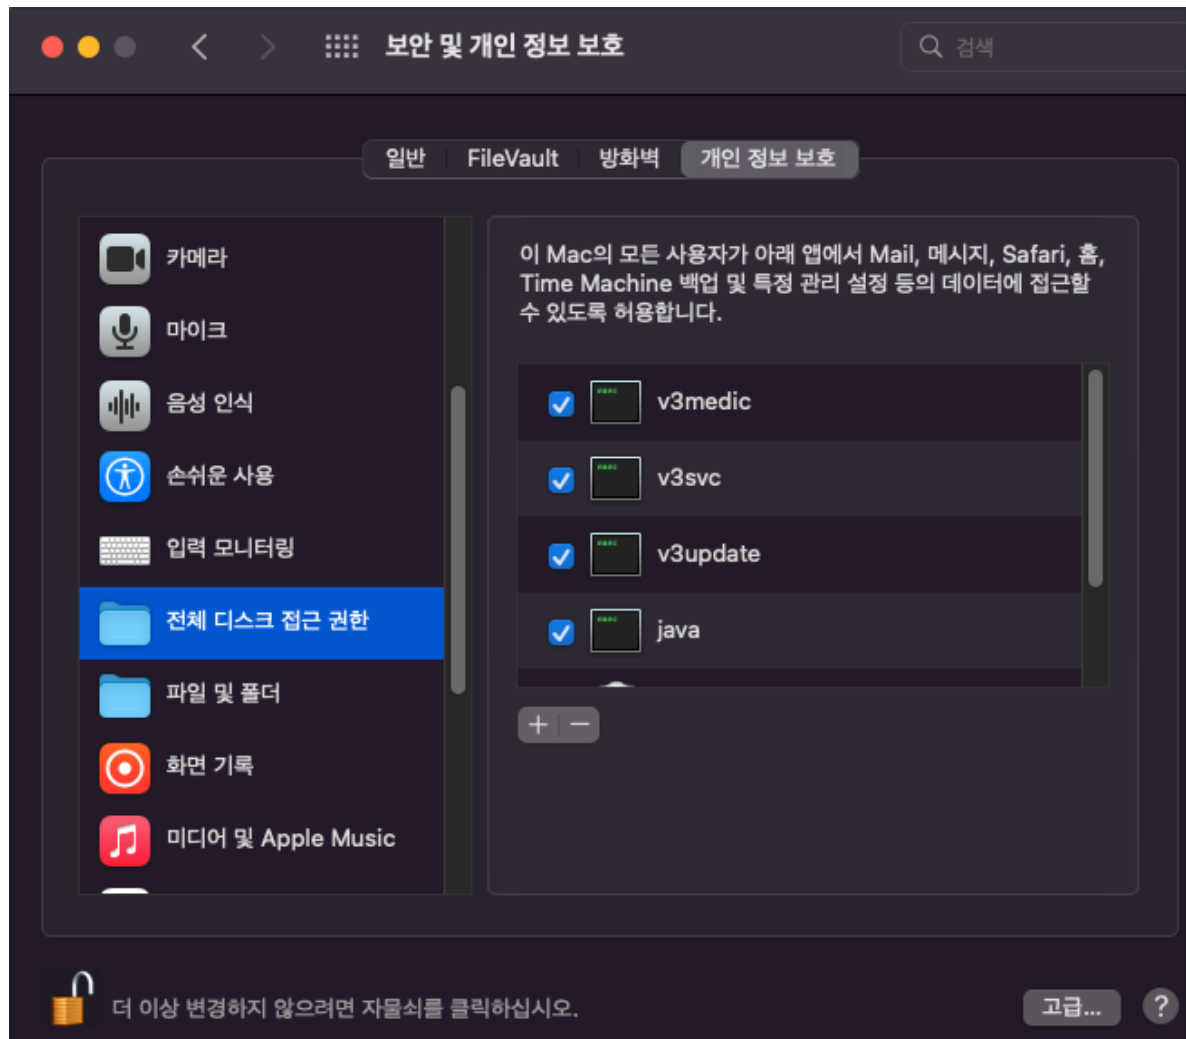 보안 및 개인 정보 보호
검색
일반
FileVault
방화벽
개인 정보 보호
카메라
마이크
음성 인식
손쉬운 사용
입력 모니터링
전체 디스크 접근 권한
파일 및 폴더
화면 기록
미디어 및 Apple Music
이 Mac의 모든 사용자가 아래 앱에서 Mail, 메시지, Safari, 홈,
Time Machine 백업 및 특정 관리 설정 등의 데이터에 접근할
수 있도록 허용합니다.
v3medic
v3svc
v3update
java
+ −
더 이상 변경하지 않으려면 자물쇠를 클릭하십시오.
고급...
?